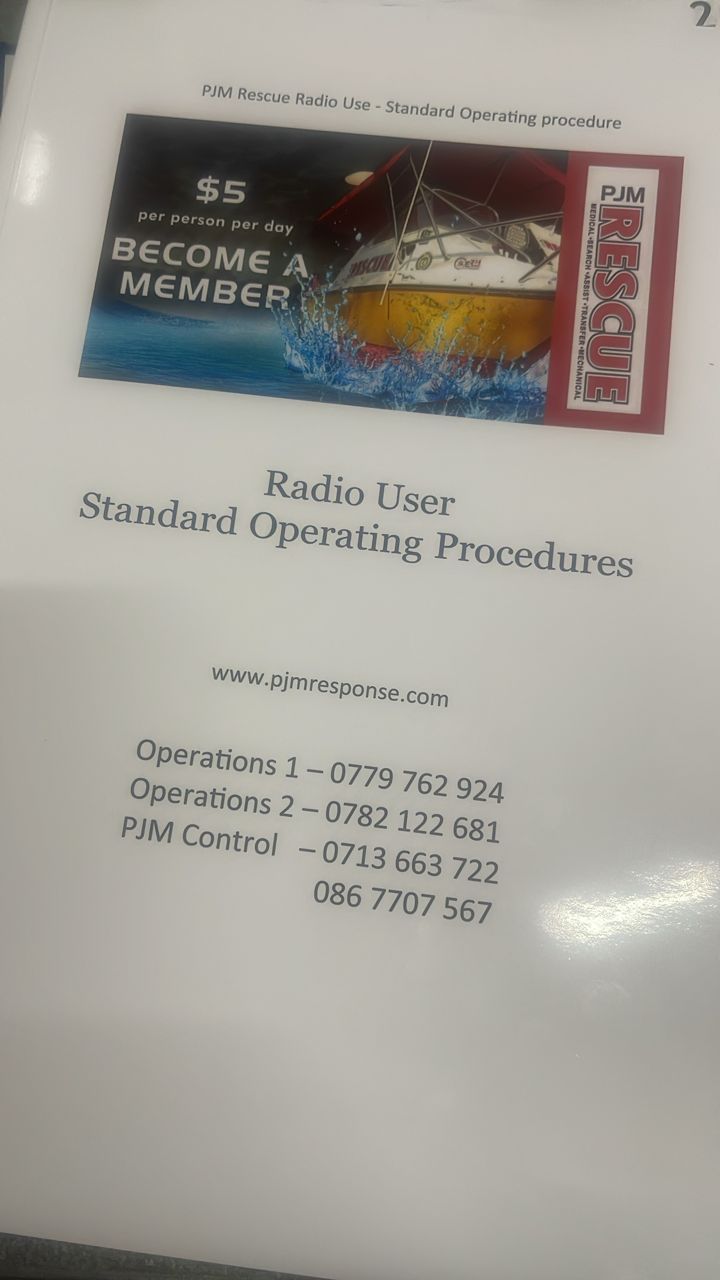 2
PJM Rescue Radio Use - Standard Operating procedure
$5
per person per day
BECOME A
MEMBER
RESCUE
PJM
RESCUE
MEDICAL•SEARCH•ASSIST•TRANSFER•MECHANICAL
Radio User
Standard Operating Procedures
www.pjmresponse.com
Operations 1 – 0779 762 924
Operations 2 – 0782 122 681
PJM Control – 0713 663 722
086 7707 567